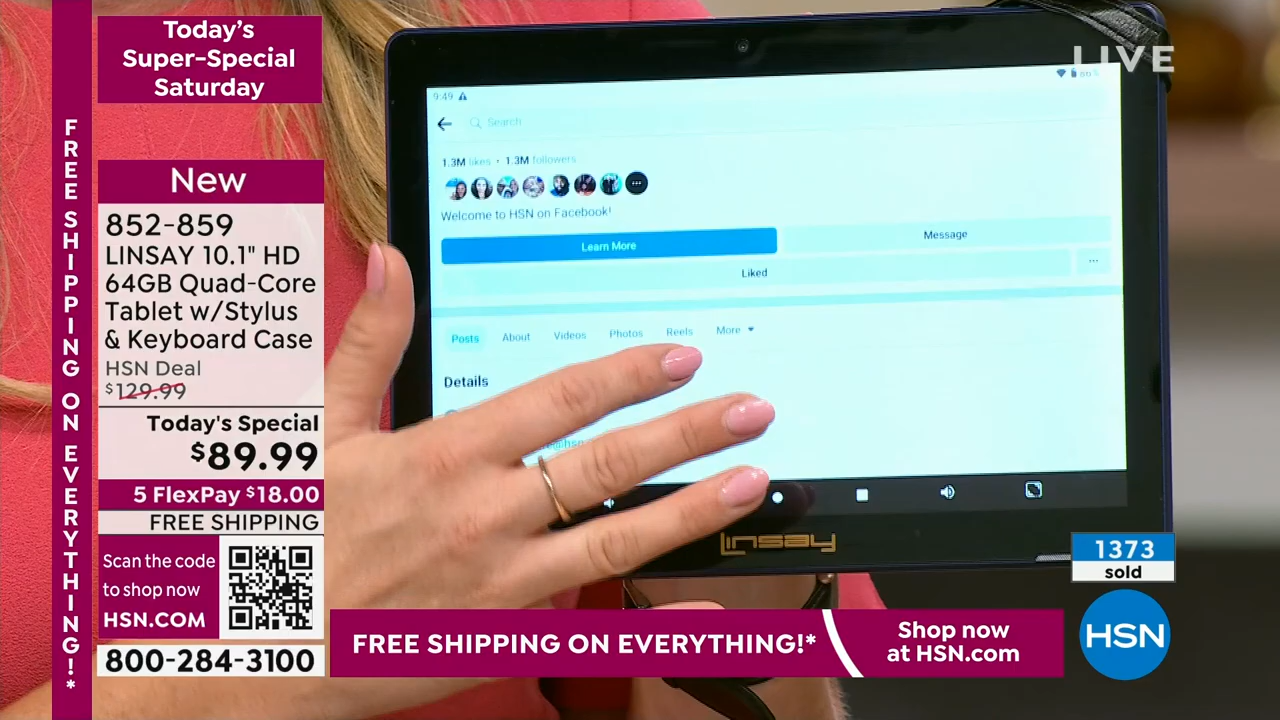 FREE SHIPPING ON EVERYTHING!*
Today's
Super-Special
Saturday
New
852-859
LINSAY 10.1" HD
64GB Quad-Core
Tablet w/Stylus
& Keyboard Case
HSN Deal
$129.99
Today's Special
$89.99
5 FlexPay $18.00
FREE SHIPPING
Scan the code
to shop now
HSN.COM
800-284-3100
LIVE
9:49
Search
1.3M likes • 1.3M followers
Welcome to HSN on Facebook!
Learn More
Message
Liked
Posts About Videos Photos Reels More
Details
Linsay
1373
sold
FREE SHIPPING ON EVERYTHING!*
Shop now
at HSN.com
HSN